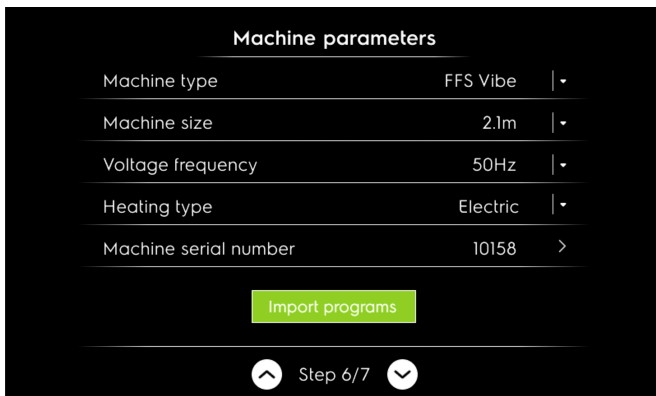 Machine parameters
Machine type FFS Vibe
Machine size 2.1m
Voltage frequency 50Hz
Heating type Electric
Machine serial number 10158
Import programs
Step 6/7